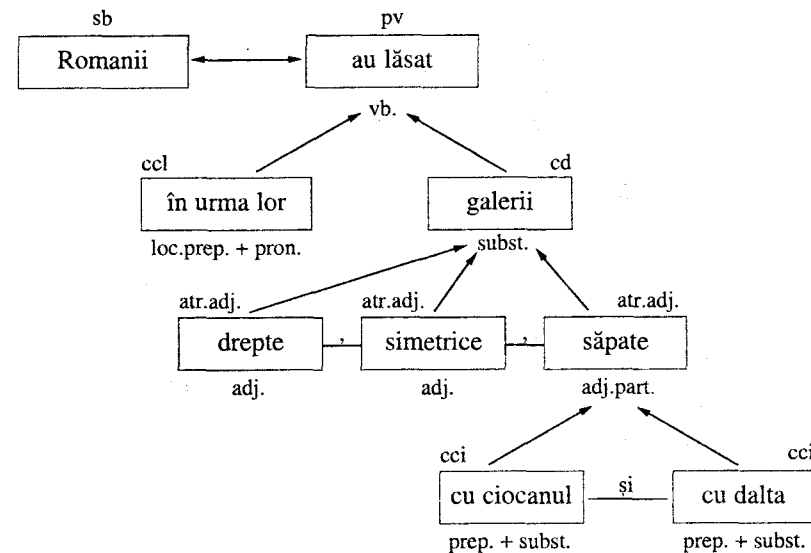 sb pv
Romanii au lăsat
vb.
ccl cd
în urma lor galerii
loc.prep. + pron. subst.
atr.adj. atr.adj. atr.adj.
drepte , simetrice , săpate
adj. adj. adj.part.
cci cci
cu ciocanul și cu dalta
prep. + subst. prep. + subst.